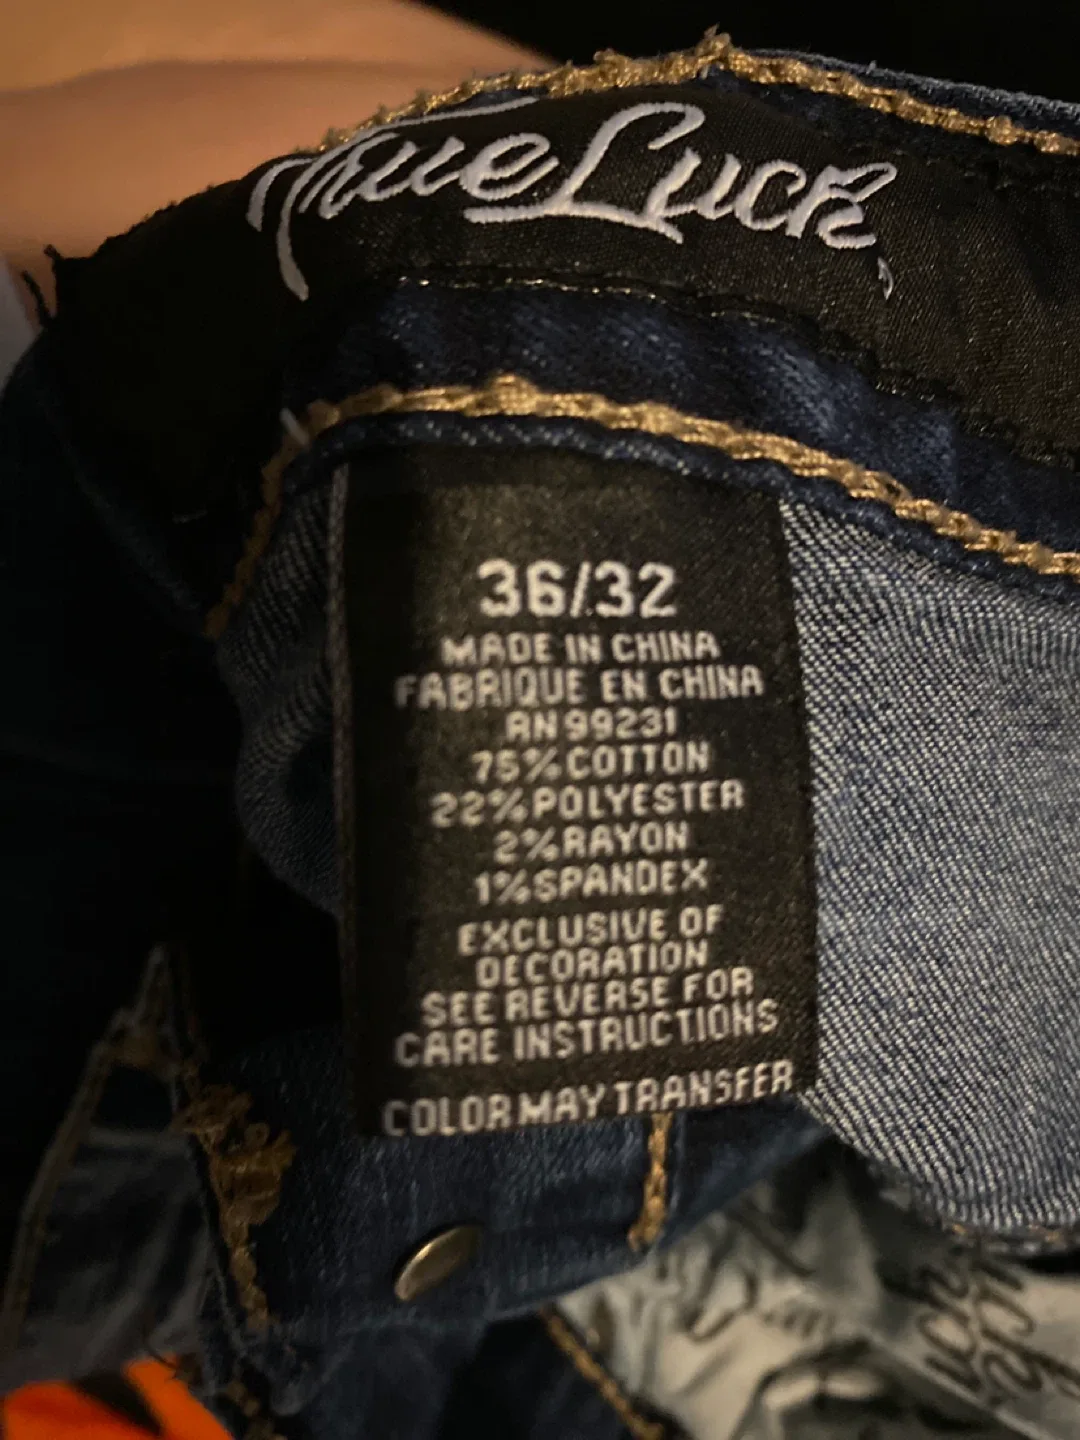 True Luck
36/32
MADE IN CHINA
FABRIQUE EN CHINA
RN 99231
75% COTTON
22% POLYESTER
2% RAYON
1% SPANDEX
EXCLUSIVE OF
DECORATION
SEE REVERSE FOR
CARE INSTRUCTIONS
COLOR MAY TRANSFER